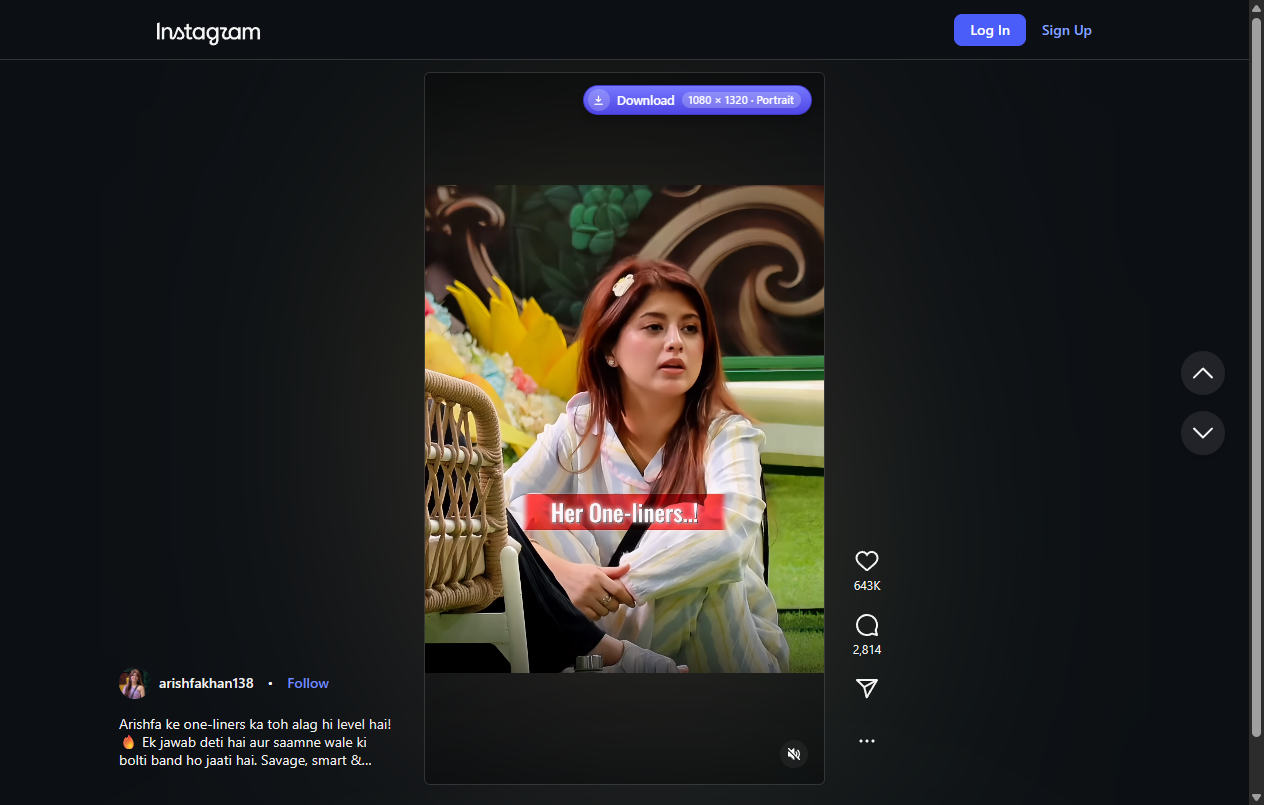 Instagram
Log In
Sign Up
Download 1080 × 1320 • Portrait
Her One-liners..!
643K
2,814
arishfakhan138 • Follow
Arishfa ke one-liners ka toh alag hi level hai!
🔥 Ek jawab deti hai aur saamne wale ki
bolti band ho jaati hai. Savage, smart &...